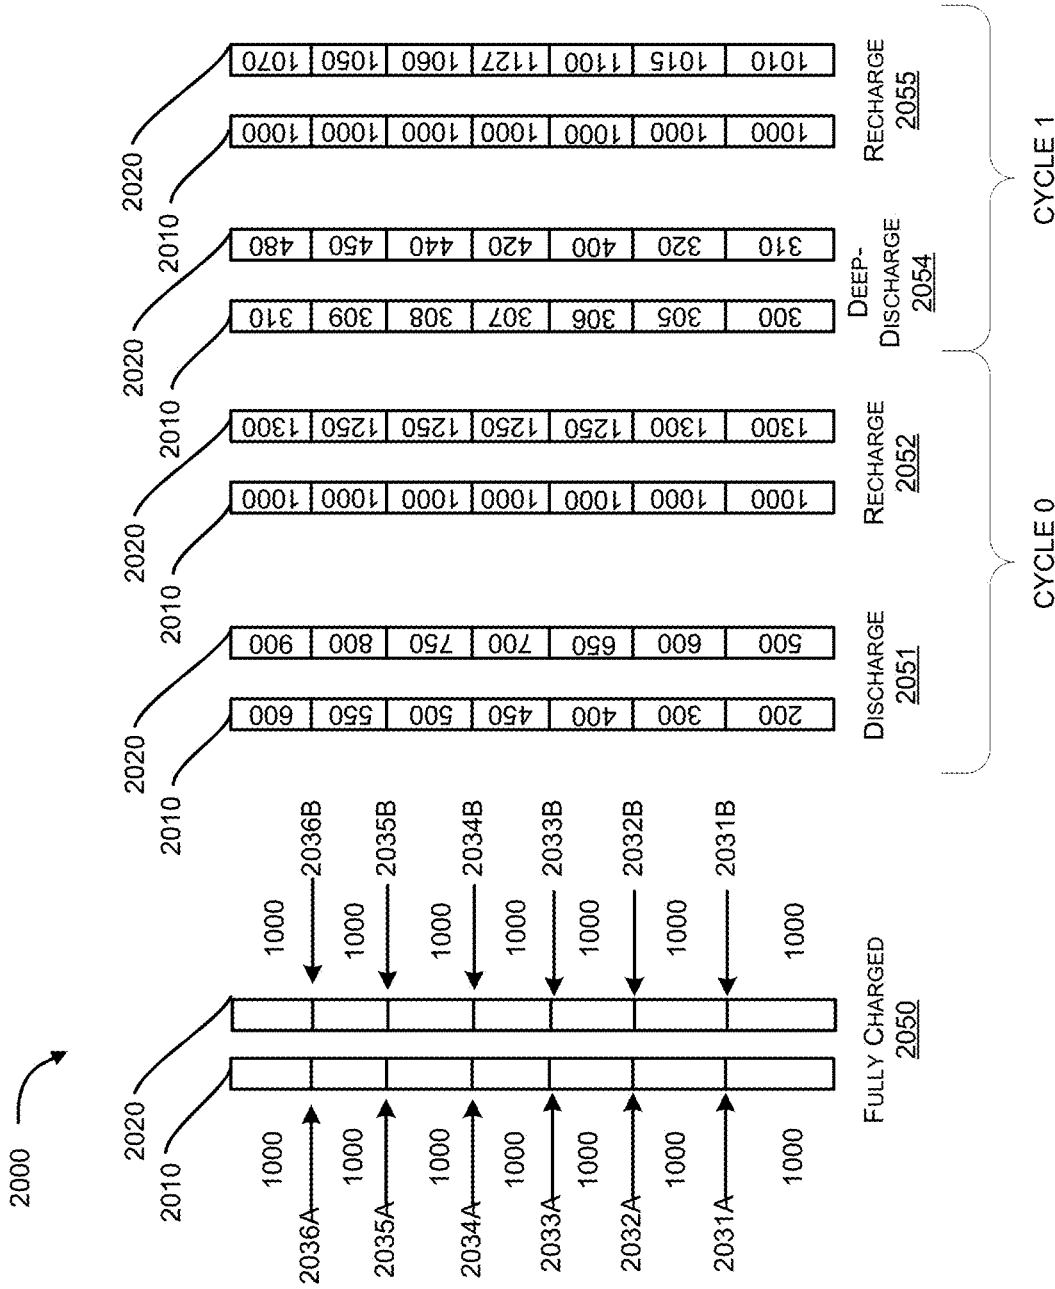 2000
2020 2020 2020 2020 2020
2010 2010 2010 2010 2010
1000 1000 600 900 1000 1300 310 480 1000 1070
2036A 2036B
1000 1000 550 800 1000 1250 309 450 1000 1050
2035A 2035B
1000 1000 500 750 1000 1250 308 440 1000 1060
2034A 2034B
1000 1000 450 700 1000 1250 307 420 1000 1127
2033A 2033B
1000 1000 400 650 1000 1250 306 400 1000 1100
2032A 2032B
1000 1000 300 600 1000 1300 305 320 1000 1015
2031A 2031B
1000 1000 200 500 1000 1300 300 310 1000 1010
FULLY CHARGED
2050
DISCHARGE
2051
RECHARGE
2052
DEEP-
DISCHARGE
2054
RECHARGE
2055
CYCLE 0
CYCLE 1